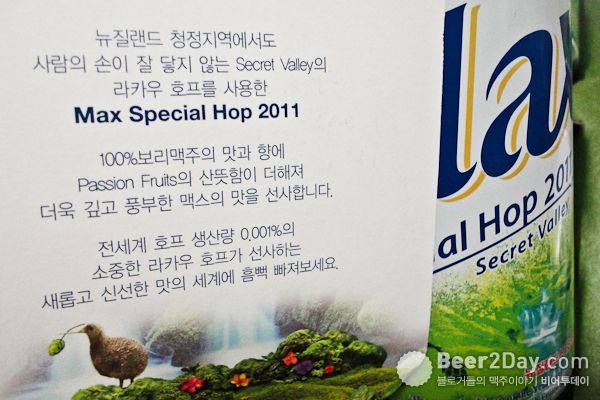 뉴질랜드 청정지역에서도
사람의 손이 잘 닿지 않는 Secret Valley의
라카우 호프를 사용한
Max Special Hop 2011
100%보리맥주의 맛과 향에
Passion Fruits의 산뜻함이 더해져
더욱 깊고 풍부한 맥스의 맛을 선사합니다.
전세계 호프 생산량 0.001%의
소중한 라카우 호프가 선사하는
새롭고 신선한 맛의 세계에 흠뻑 빠져보세요.
Max
ial Hop 2011
Secret Valley
Beer2Day.com
블로거들의 맥주이야기 비어투데이